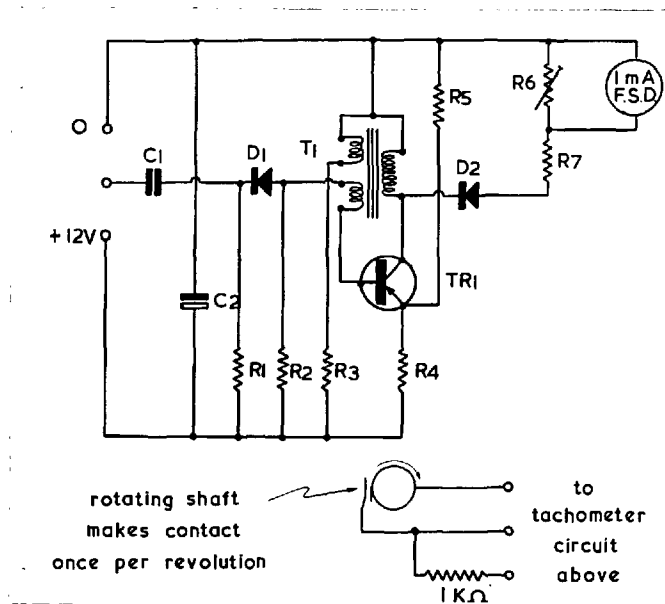 R6
1mA
F.S.D.
R5
O
C1
D1
T1
D2
R7
+12V
TR1
C2
R1
R2
R3
R4
rotating shaft
makes contact
once per revolution
to
tachometer
circuit
above
1KΩ